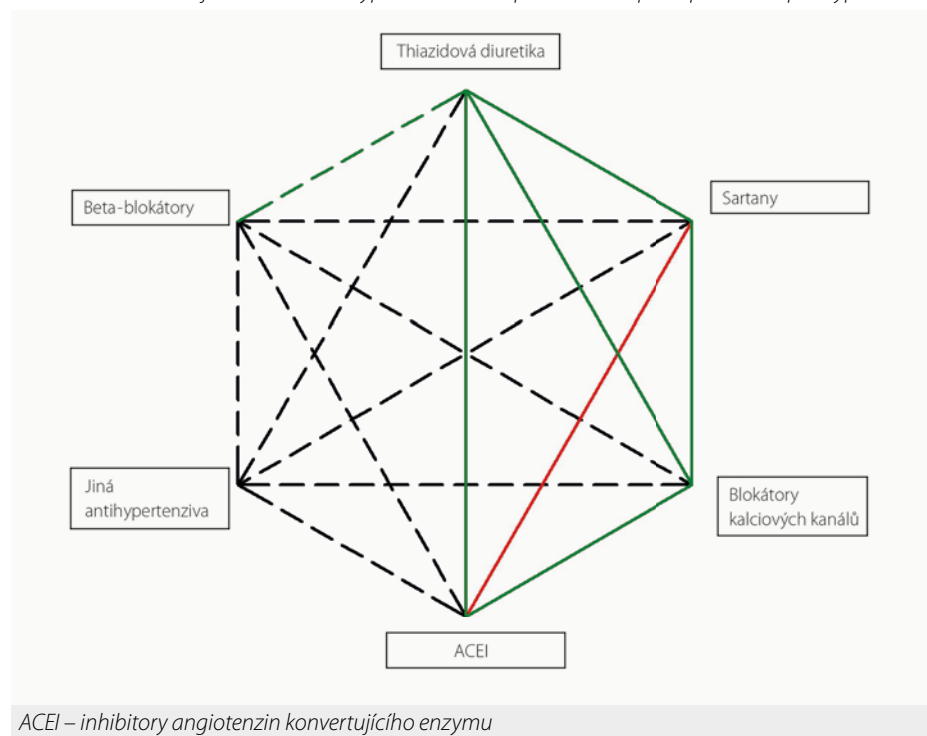 Thiazidová diuretika
Beta-blokátory
Sartany
Jiná
antihypertenziva
Blokátory
kalciových kanálů
ACEI
ACEI – inhibitory angiotenzin konvertujícího enzymu